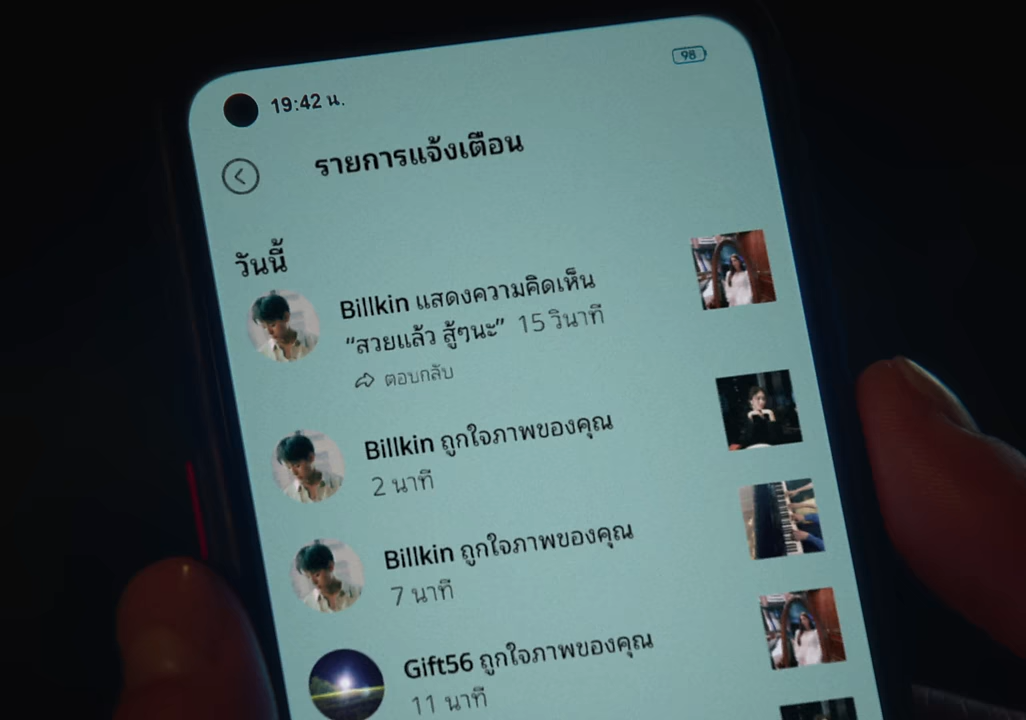 98
19:42 น.
รายการแจ้งเตือน
วันนี้
Billkin แสดงความคิดเห็น
“สวยแล้ว สู้ๆนะ” 15 วินาที
ตอบกลับ
Billkin ถูกใจภาพของคุณ
2 นาที
Billkin ถูกใจภาพของคุณ
7 นาที
Gift56 ถูกใจภาพของคุณ
11 นาที